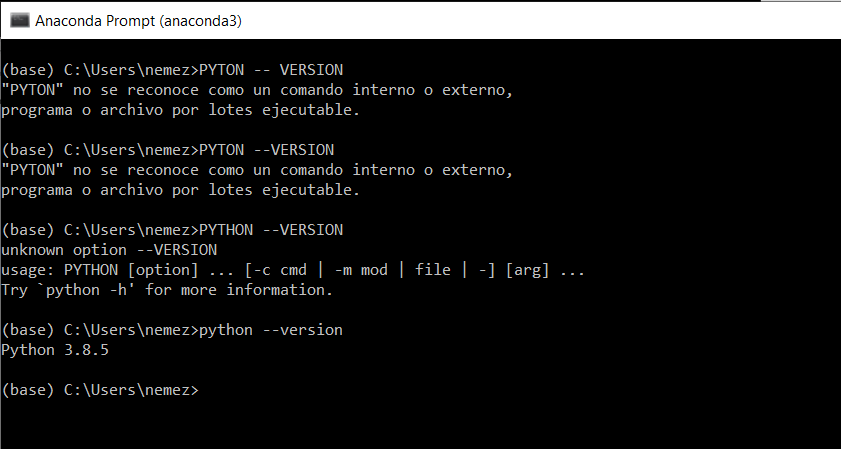 Anaconda Prompt (anaconda3)
(base) C:\Users\nemez>PYTON -- VERSION
"PYTON" no se reconoce como un comando interno o externo,
programa o archivo por lotes ejecutable.
(base) C:\Users\nemez>PYTON --VERSION
"PYTON" no se reconoce como un comando interno o externo,
programa o archivo por lotes ejecutable.
(base) C:\Users\nemez>PYTHON --VERSION
unknown option --VERSION
usage: PYTHON [option] ... [-c cmd | -m mod | file | -] [arg] ...
Try `python -h' for more information.
(base) C:\Users\nemez>python --version
Python 3.8.5
(base) C:\Users\nemez>